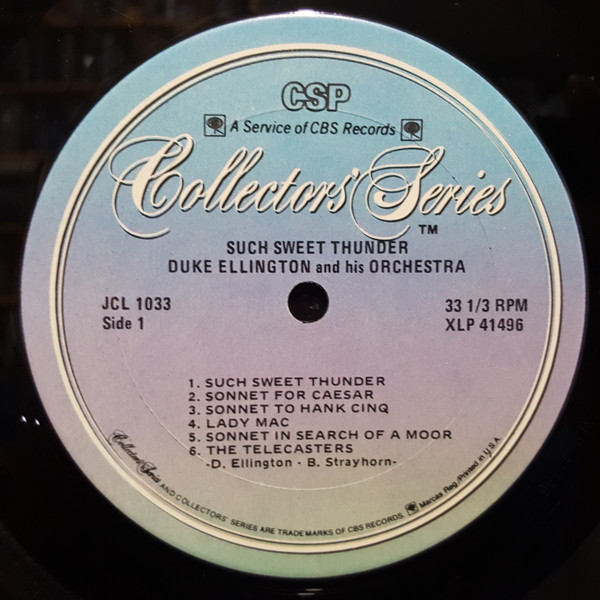 CSP
A Service of CBS Records
Collectors' Series
TM
SUCH SWEET THUNDER
DUKE ELLINGTON and his ORCHESTRA
JCL 1033
33 1/3 RPM
Side 1
XLP 41496
1. SUCH SWEET THUNDER
2. SONNET FOR CAESAR
3. SONNET TO HANK CINQ
4. LADY MAC
5. SONNET IN SEARCH OF A MOOR
6. THE TELECASTERS
-D. Ellington - B. Strayhorn-
Collectors' Series AND COLLECTORS' SERIES ARE TRADEMARKS OF CBS RECORDS. Marcas Reg./Printed in U.S.A.